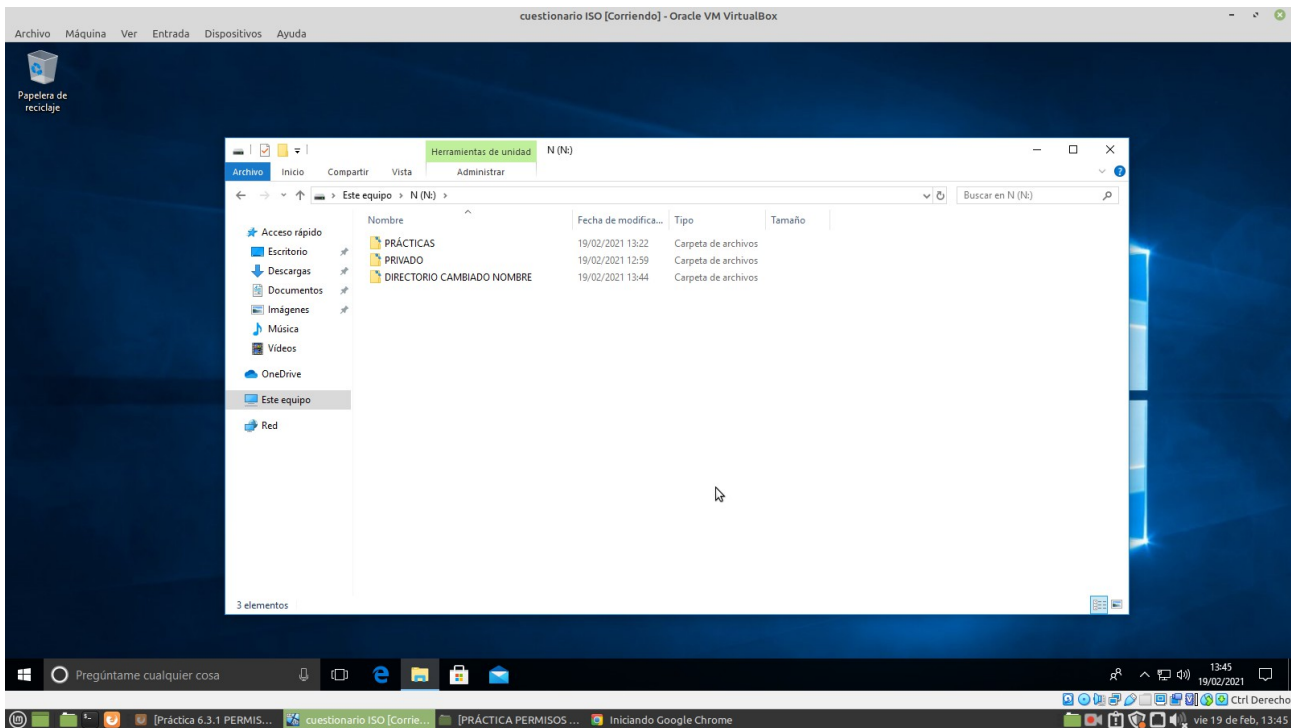 cuestionario ISO [Corriendo] - Oracle VM VirtualBox
Archivo Máquina Ver Entrada Dispositivos Ayuda
Papelera de
reciclaje
Herramientas de unidad N (N:)
Archivo Inicio Compartir Vista Administrar
Este equipo > N (N:) > Buscar en N (N:)
Nombre Fecha de modifica... Tipo Tamaño
Acceso rápido
Escritorio
Descargas
Documentos
Imágenes
Música
Vídeos
OneDrive
Este equipo
Red
PRÁCTICAS 19/02/2021 13:22 Carpeta de archivos
PRIVADO 19/02/2021 12:59 Carpeta de archivos
DIRECTORIO CAMBIADO NOMBRE 19/02/2021 13:44 Carpeta de archivos
3 elementos
Pregúntame cualquier cosa
13:45
19/02/2021
Ctrl Derecho
[Práctica 6.3.1 PERMIS... cuestionario ISO [Corrie... [PRÁCTICA PERMISOS ... Iniciando Google Chrome vie 19 de feb, 13:45